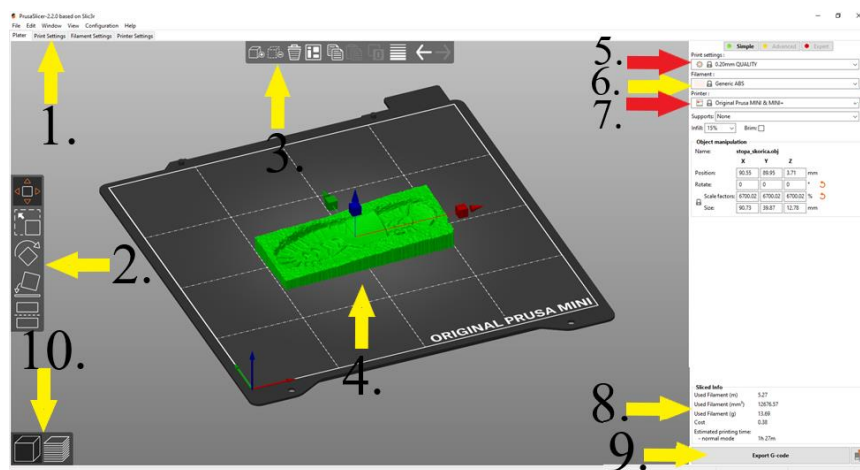 PrusaSlicer-2.2.0 based on Slic3r
File Edit Window View Configuration Help
Plater Print Settings Filament Settings Printer Settings
Simple Advanced Expert
Print settings :
0.20mm QUALITY
Filament :
Generic ABS
Printer :
Original Prusa MINI & MINI+
Supports: None
Infill: 15% Brim:
Object manipulation
Name: stopa_skorica.obj
X Y Z
Position: 90.55 89.95 3.71 mm
Rotate: 0 0 0 °
Scale factors: 6700.02 6700.02 6700.02 %
Size: 90.75 39.87 12.78 mm
Sliced Info
Used Filament (m) 5.27
Used Filament (mm³) 12676.57
Used Filament (g) 13.69
Cost 0.38
Estimated printing time:
- normal mode 1h 27m
Export G-code
ORIGINAL PRUSA MINI
1.
2.
3.
4.
5.
6.
7.
8.
9.
10.